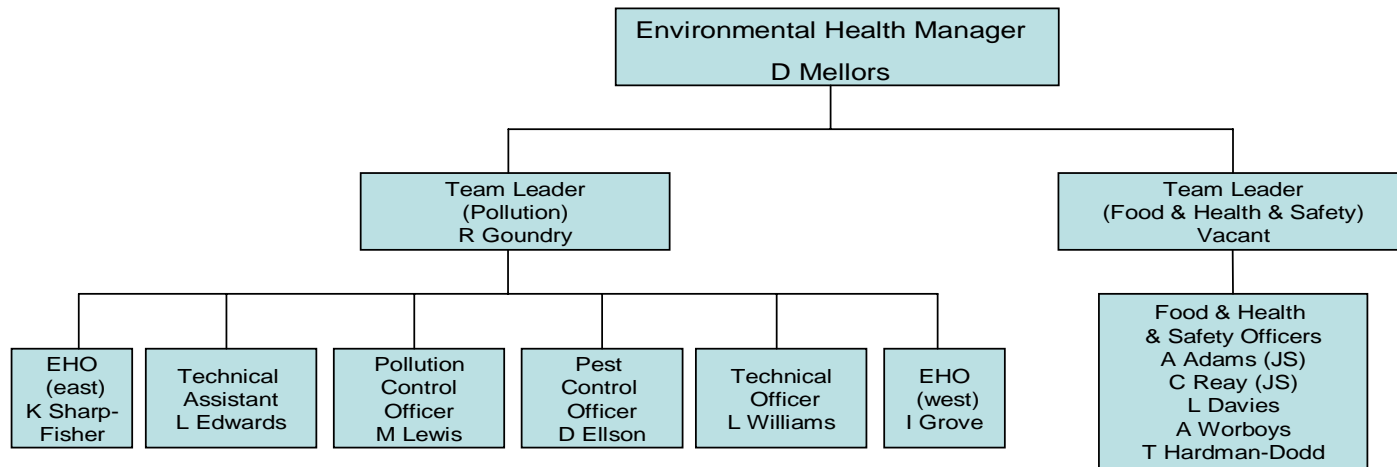 Environmental Health Manager
D Mellors
Team Leader
(Pollution)
R Goundry
Team Leader
(Food & Health & Safety)
Vacant
EHO
(east)
K Sharp-
Fisher
Technical
Assistant
L Edwards
Pollution
Control
Officer
M Lewis
Pest
Control
Officer
D Ellson
Technical
Officer
L Williams
EHO
(west)
I Grove
Food & Health
& Safety Officers
A Adams (JS)
C Reay (JS)
L Davies
A Worboys
T Hardman-Dodd